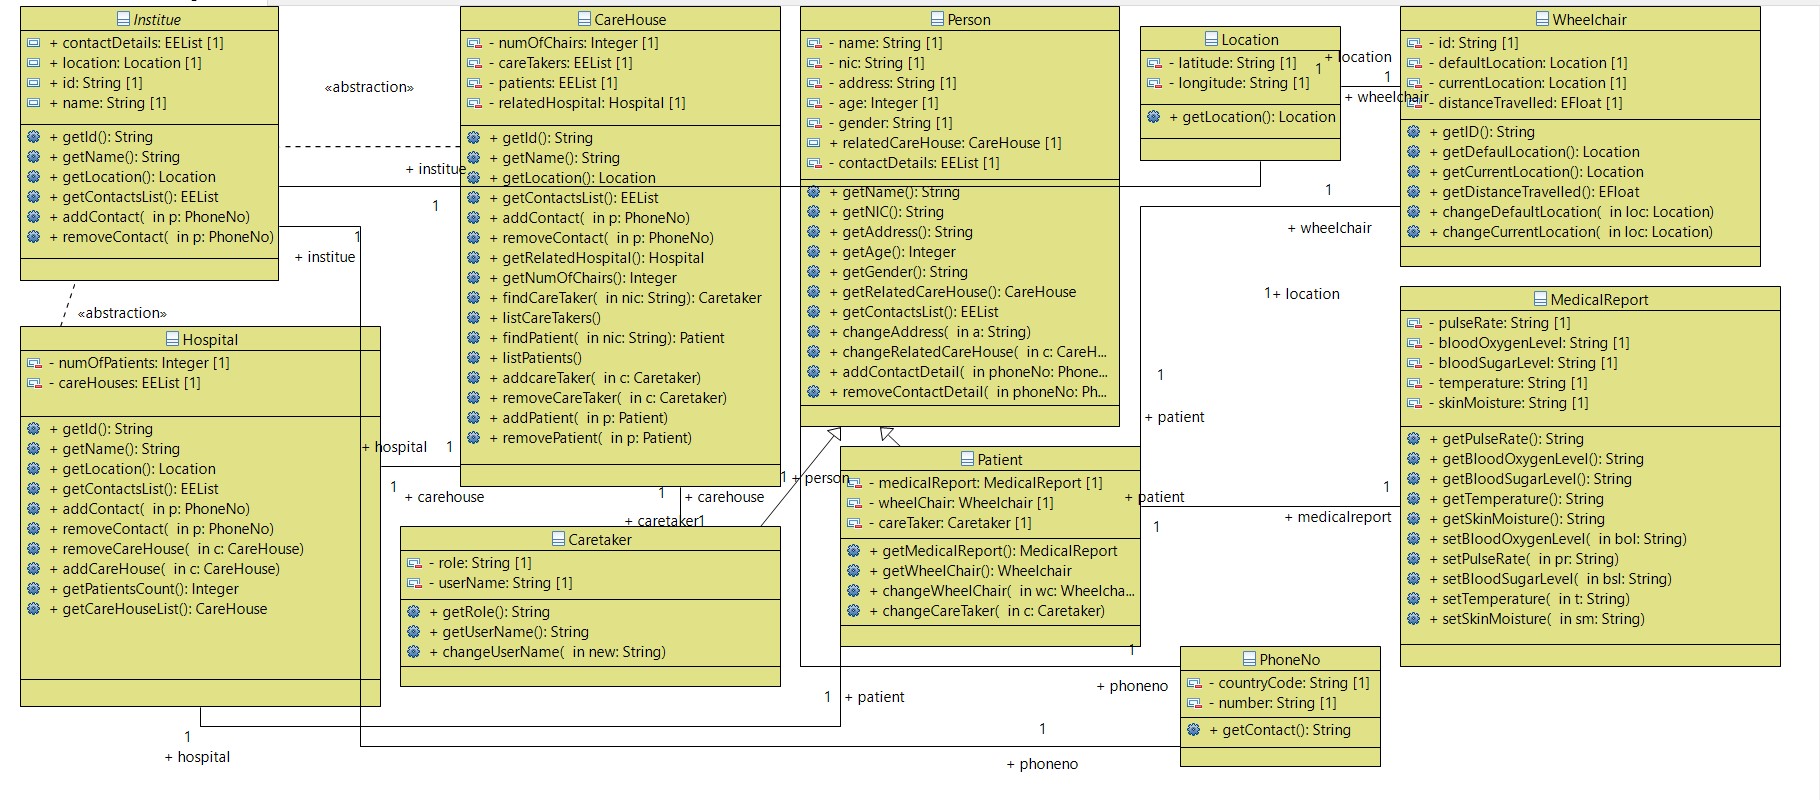 Institue
+ contactDetails: EEList [1]
+ location: Location [1]
+ id: String [1]
+ name: String [1]
+ getId(): String
+ getName(): String
+ getLocation(): Location
+ getContactsList(): EEList
+ addContact(  in p: PhoneNo)
+ removeContact(  in p: PhoneNo)
«abstraction»
+ institue
1
1
+ institue
«abstraction»
CareHouse
- numOfChairs: Integer [1]
- careTakers: EEList [1]
- patients: EEList [1]
- relatedHospital: Hospital [1]
+ getId(): String
+ getName(): String
+ getLocation(): Location
+ getContactsList(): EEList
+ addContact(  in p: PhoneNo)
+ removeContact(  in p: PhoneNo)
+ getRelatedHospital(): Hospital
+ getNumOfChairs(): Integer
+ findCareTaker(  in nic: String): Caretaker
+ listCareTakers()
+ findPatient(  in nic: String): Patient
+ listPatients()
+ addcareTaker(  in c: Caretaker)
+ removeCareTaker(  in c: Caretaker)
+ addPatient(  in p: Patient)
+ removePatient(  in p: Patient)
Person
- name: String [1]
- nic: String [1]
- address: String [1]
- age: Integer [1]
- gender: String [1]
+ relatedCareHouse: CareHouse [1]
- contactDetails: EEList [1]
+ getName(): String
+ getNIC(): String
+ getAddress(): String
+ getAge(): Integer
+ getGender(): String
+ getRelatedCareHouse(): CareHouse
+ getContactsList(): EEList
+ changeAddress(  in a: String)
+ changeRelatedCareHouse(  in c: CareH...
+ addContactDetail(  in phoneNo: Phone...
+ removeContactDetail(  in phoneNo: Ph...
Location
- latitude: String [1]
- longitude: String [1]
+ getLocation(): Location
+ location
1
1
+ wheelchair
Wheelchair
- id: String [1]
- defaultLocation: Location [1]
- currentLocation: Location [1]
- distanceTravelled: EFloat [1]
+ getID(): String
+ getDefaulLocation(): Location
+ getCurrentLocation(): Location
+ getDistanceTravelled(): EFloat
+ changeDefaultLocation(  in loc: Location)
+ changeCurrentLocation(  in loc: Location)
1
+ wheelchair
1
+ location
1
+ patient
Hospital
- numOfPatients: Integer [1]
- careHouses: EEList [1]
+ getId(): String
+ getName(): String
+ getLocation(): Location
+ getContactsList(): EEList
+ addContact(  in p: PhoneNo)
+ removeContact(  in p: PhoneNo)
+ removeCareHouse(  in c: CareHouse)
+ addCareHouse(  in c: CareHouse)
+ getPatientsCount(): Integer
+ getCareHouseList(): CareHouse
+ hospital
1
1
+ carehouse
1
+ carehouse
+ caretaker
1
1
+ person
Caretaker
- role: String [1]
- userName: String [1]
+ getRole(): String
+ getUserName(): String
+ changeUserName(  in new: String)
Patient
- medicalReport: MedicalReport [1]
- wheelChair: Wheelchair [1]
- careTaker: Caretaker [1]
+ getMedicalReport(): MedicalReport
+ getWheelChair(): Wheelchair
+ changeWheelChair(  in wc: Wheelcha...
+ changeCareTaker(  in c: Caretaker)
+ patient
1
1
+ medicalreport
MedicalReport
- pulseRate: String [1]
- bloodOxygenLevel: String [1]
- bloodSugarLevel: String [1]
- temperature: String [1]
- skinMoisture: String [1]
+ getPulseRate(): String
+ getBloodOxygenLevel(): String
+ getBloodSugarLevel(): String
+ getTemperature(): String
+ getSkinMoisture(): String
+ setBloodOxygenLevel(  in bol: String)
+ setPulseRate(  in pr: String)
+ setBloodSugarLevel(  in bsl: String)
+ setTemperature(  in t: String)
+ setSkinMoisture(  in sm: String)
1
+ phoneno
PhoneNo
- countryCode: String [1]
- number: String [1]
+ getContact(): String
1
+ patient
1
+ hospital
1
+ phoneno